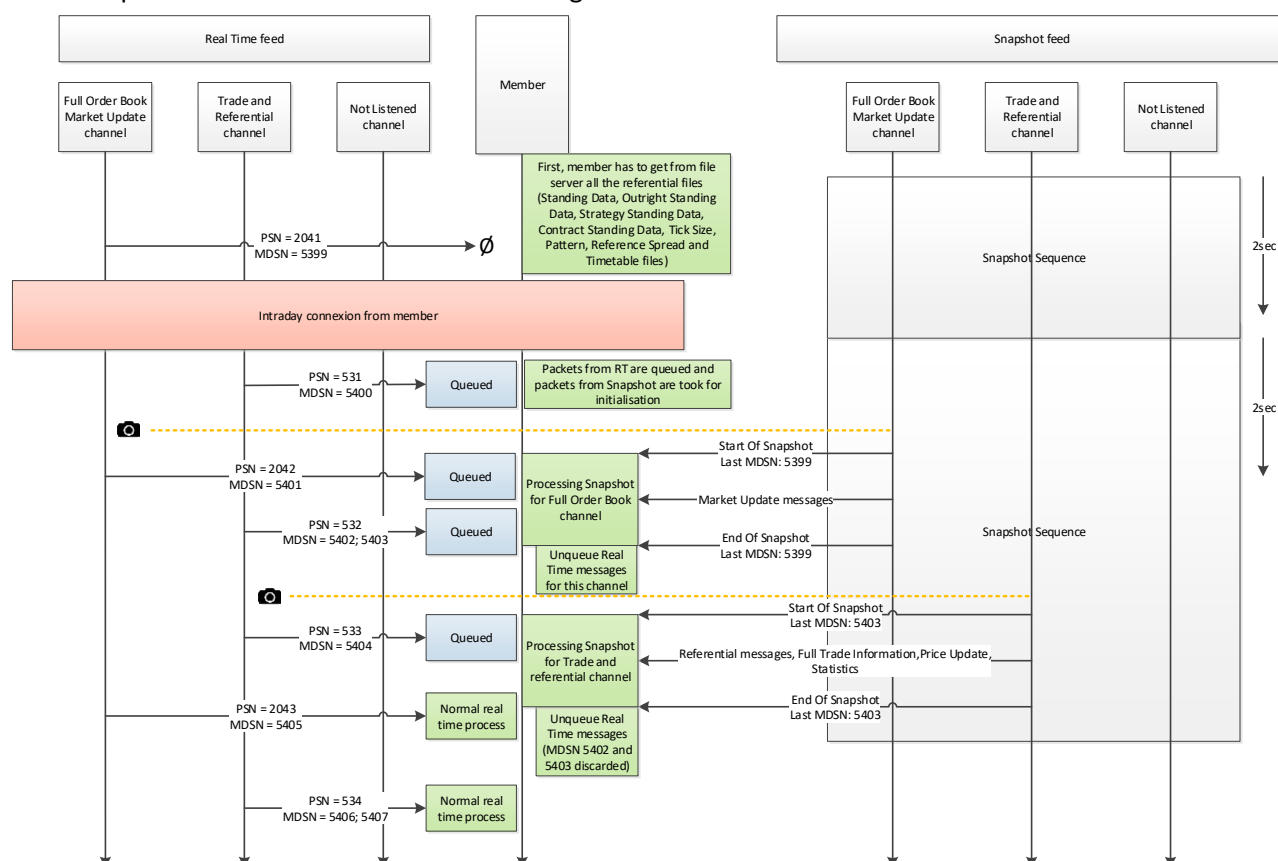 Real Time feed
Member
Snapshot feed
Full Order Book
Market Update
channel
Trade and
Referential
channel
Not Listened
channel
Full Order Book
Market Update
channel
Trade and
Referential
channel
Not Listened
channel
First, member has to get from file
server all the referential files
(Standing Data, Outright Standing
Data, Strategy Standing Data,
Contract Standing Data, Tick Size,
Pattern, Reference Spread and
Timetable files)
PSN = 2041
MDSN = 5399
Ø
Snapshot Sequence
2sec
Intraday connexion from member
PSN = 531
MDSN = 5400
Queued
Packets from RT are queued and
packets from Snapshot are took for
initialisation
2sec
Start Of Snapshot
Last MDSN: 5399
PSN = 2042
MDSN = 5401
Queued
Processing Snapshot
for Full Order Book
channel
Market Update messages
PSN = 532
MDSN = 5402; 5403
Queued
End Of Snapshot
Last MDSN: 5399
Snapshot Sequence
Unqueue Real
Time messages
for this channel
Start Of Snapshot
Last MDSN: 5403
PSN = 533
MDSN = 5404
Queued
Processing Snapshot
for Trade and
referential channel
Referential messages, Full Trade Information,Price Update,
Statistics
End Of Snapshot
Last MDSN: 5403
PSN = 2043
MDSN = 5405
Normal real
time process
Unqueue Real
Time messages
(MDSN 5402 and
5403 discarded)
PSN = 534
MDSN = 5406; 5407
Normal real
time process